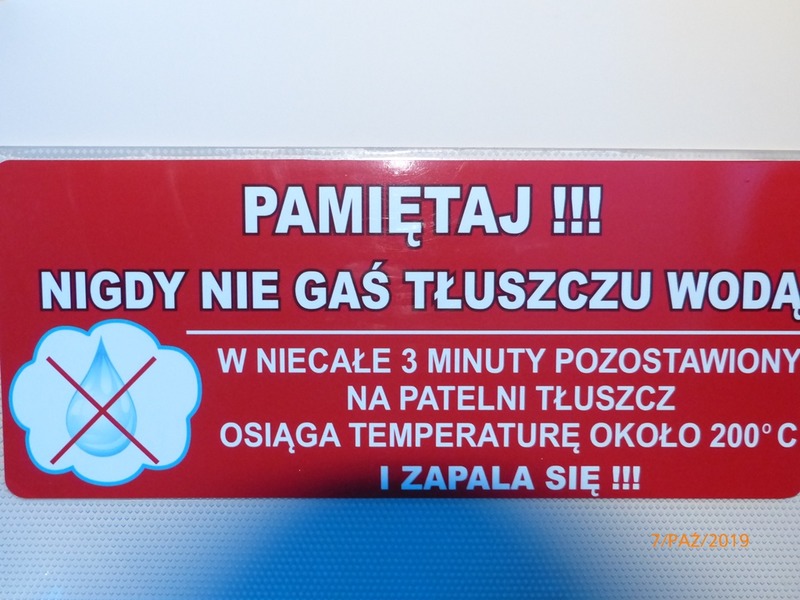 PAMIĘTAJ !!!
NIGDY NIE GAŚ TŁUSZCZU WODĄ
W NIECAŁE 3 MINUTY POZOSTAWIONY
NA PATELNI TŁUSZCZ
OSIĄGA TEMPERATURĘ OKOŁO 200° C
I ZAPALA SIĘ !!!
7/PAŹ/2019